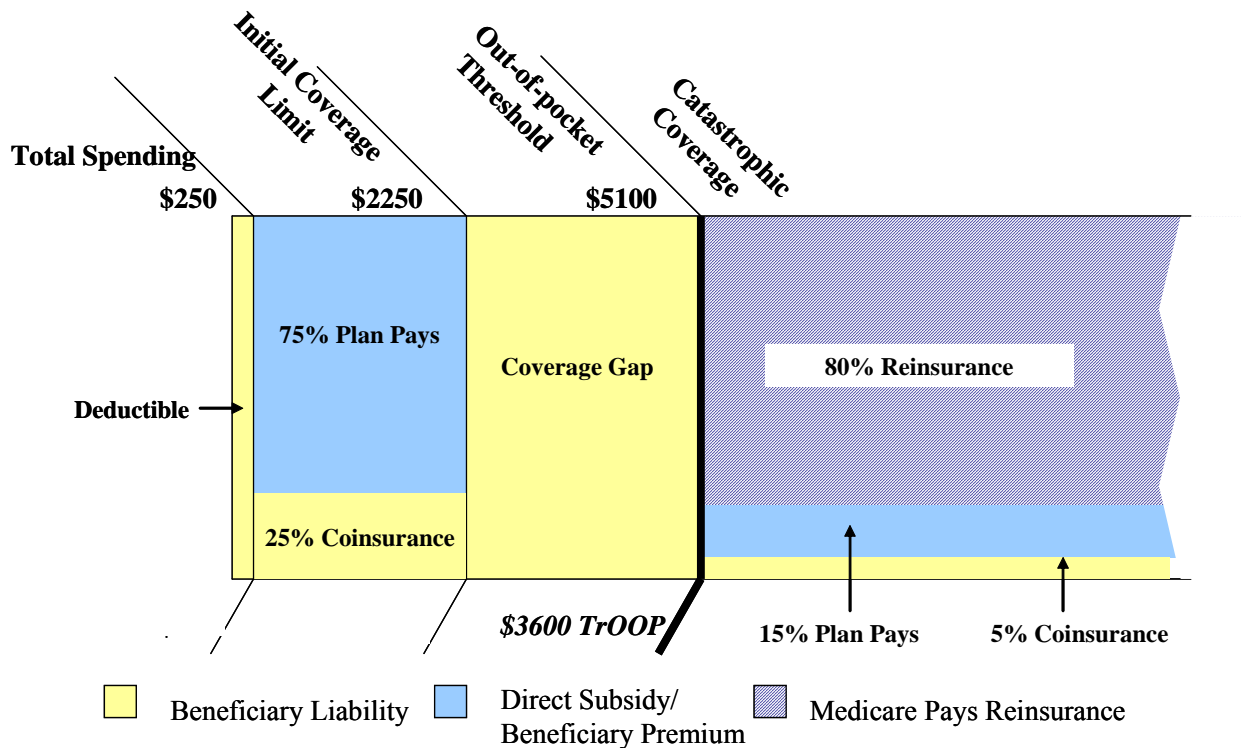 Initial Coverage
Limit
Out-of-pocket
Threshold
Catastrophic
Coverage
Total Spending
$250
$2250
$5100
75% Plan Pays
Coverage Gap
80% Reinsurance
Deductible
25% Coinsurance
$3600 TrOOP
15% Plan Pays
5% Coinsurance
Beneficiary Liability
Direct Subsidy/
Beneficiary Premium
Medicare Pays Reinsurance